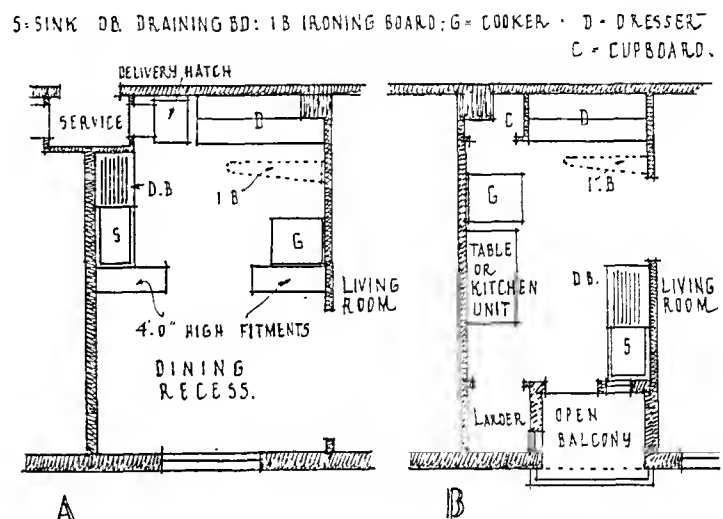 S=SINK DB. DRAINING BD: IB IRONING BOARD: G= COOKER · D = DRESSER
C = CUPBOARD.
DELIVERY HATCH
SERVICE
D
D.B
I B
S
G
LIVING
ROOM
4'.0" HIGH FITMENTS
DINING
RECESS.
A
C
D
I.B
G
TABLE
OR
KITCHEN
UNIT
D.B.
LIVING
ROOM
S
LARDER
OPEN
BALCONY
B